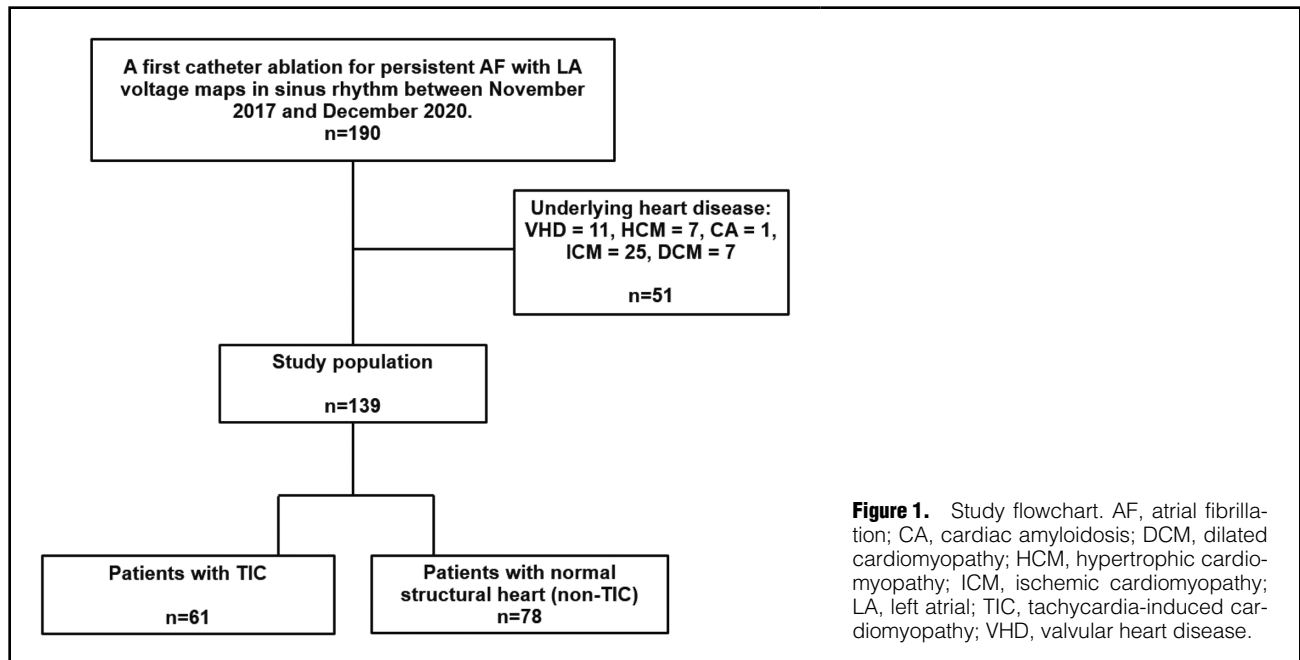 A first catheter ablation for persistent AF with LA
voltage maps in sinus rhythm between November
2017 and December 2020.
n=190
Underlying heart disease:
VHD = 11, HCM = 7, CA = 1,
ICM = 25, DCM = 7
n=51
Study population
n=139
Patients with TIC
n=61
Patients with normal
structural heart (non-TIC)
n=78
Figure 1. Study flowchart. AF, atrial fibrilla-
tion; CA, cardiac amyloidosis; DCM, dilated
cardiomyopathy; HCM, hypertrophic cardio-
myopathy; ICM, ischemic cardiomyopathy;
LA, left atrial; TIC, tachycardia-induced car-
diomyopathy; VHD, valvular heart disease.